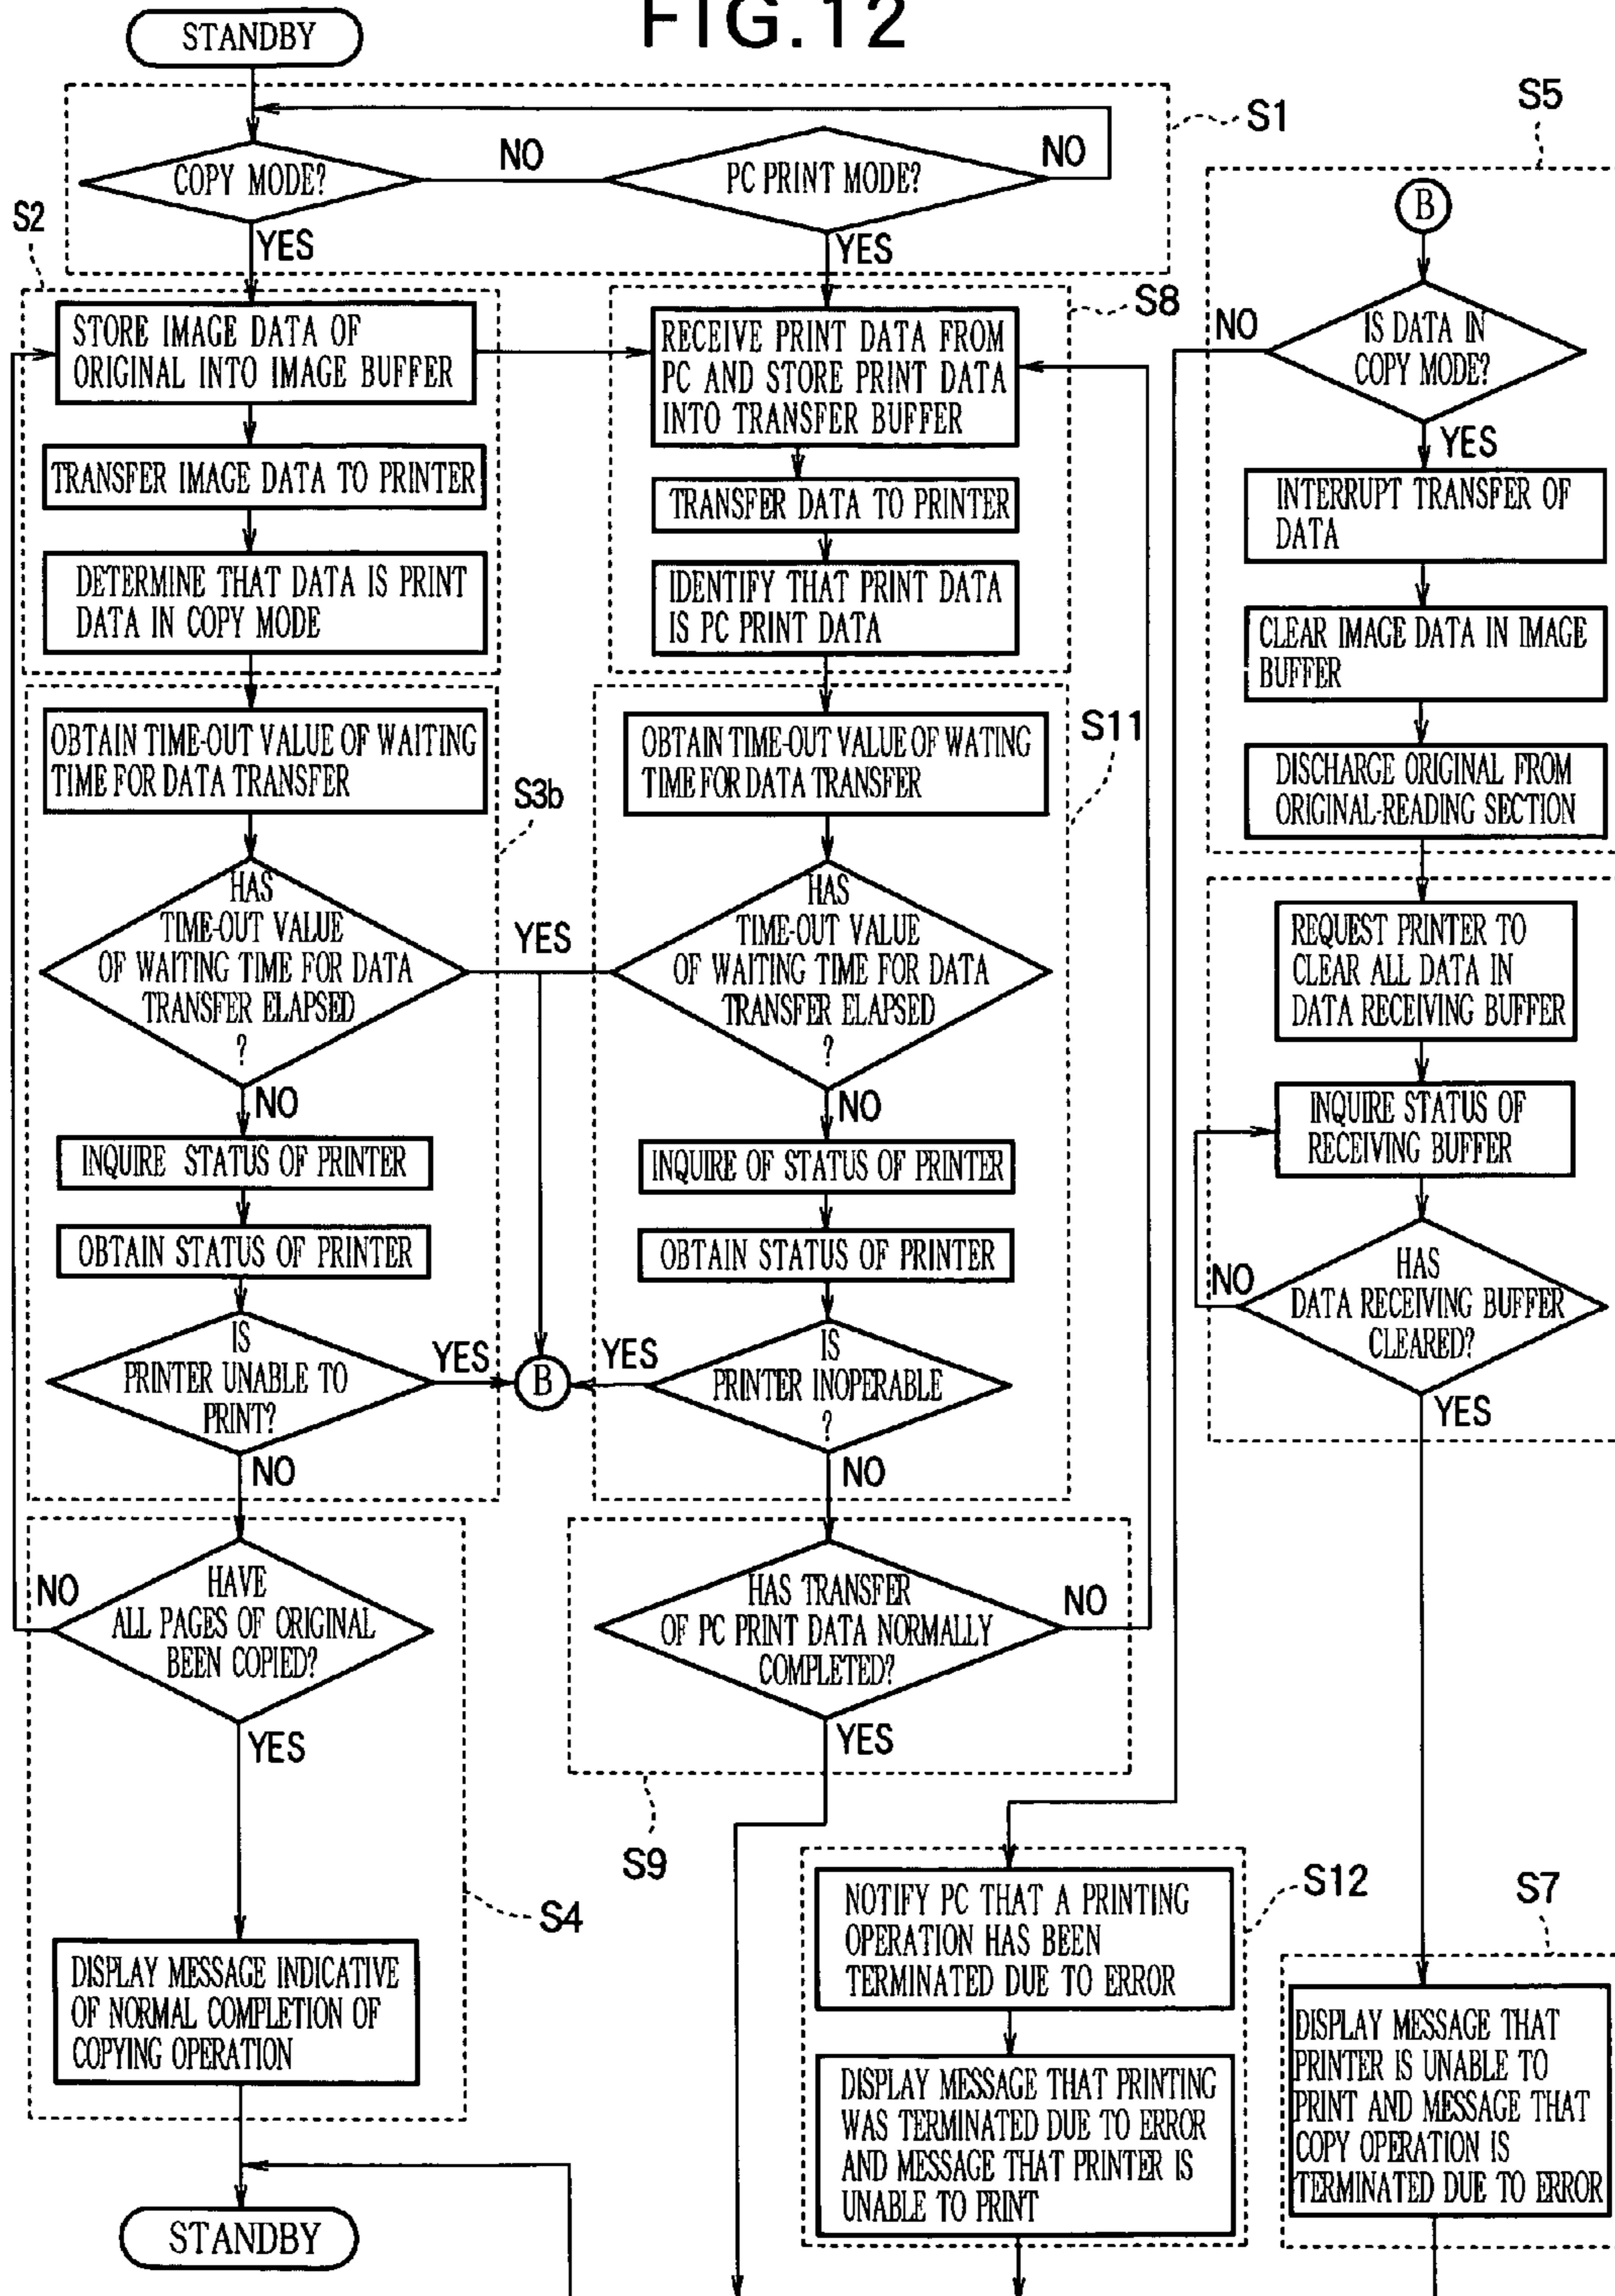 FIG.12
STANDBY
S1
COPY MODE?
NO
PC PRINT MODE?
NO
YES
YES
S2
STORE IMAGE DATA OF
ORIGINAL INTO IMAGE BUFFER
TRANSFER IMAGE DATA TO PRINTER
DETERMINE THAT DATA IS PRINT
DATA IN COPY MODE
S8
RECEIVE PRINT DATA FROM
PC AND STORE PRINT DATA
INTO TRANSFER BUFFER
TRANSFER DATA TO PRINTER
IDENTIFY THAT PRINT DATA
IS PC PRINT DATA
S3b
OBTAIN TIME-OUT VALUE OF WAITING
TIME FOR DATA TRANSFER
HAS
TIME-OUT VALUE
OF WAITING TIME FOR DATA
TRANSFER ELAPSED
?
YES
NO
INQUIRE STATUS OF PRINTER
OBTAIN STATUS OF PRINTER
IS
PRINTER UNABLE TO
PRINT?
YES
B
NO
S11
OBTAIN TIME-OUT VALUE OF WATING
TIME FOR DATA TRANSFER
HAS
TIME-OUT VALUE
OF WAITING TIME FOR DATA
TRANSFER ELAPSED
?
NO
INQUIRE OF STATUS OF PRINTER
OBTAIN STATUS OF PRINTER
YES
IS
PRINTER INOPERABLE
?
NO
NO
HAVE
ALL PAGES OF ORIGINAL
BEEN COPIED?
YES
S4
DISPLAY MESSAGE INDICATIVE
OF NORMAL COMPLETION OF
COPYING OPERATION
STANDBY
HAS TRANSFER
OF PC PRINT DATA NORMALLY
COMPLETED?
NO
YES
S9
S5
B
NO
IS DATA IN
COPY MODE?
YES
INTERRUPT TRANSFER OF
DATA
CLEAR IMAGE DATA IN IMAGE
BUFFER
DISCHARGE ORIGINAL FROM
ORIGINAL-READING SECTION
REQUEST PRINTER TO
CLEAR ALL DATA IN
DATA RECEIVING BUFFER
INQUIRE STATUS OF
RECEIVING BUFFER
NO
HAS
DATA RECEIVING BUFFER
CLEARED?
YES
S12
NOTIFY PC THAT A PRINTING
OPERATION HAS BEEN
TERMINATED DUE TO ERROR
DISPLAY MESSAGE THAT PRINTING
WAS TERMINATED DUE TO ERROR
AND MESSAGE THAT PRINTER IS
UNABLE TO PRINT
S7
DISPLAY MESSAGE THAT
PRINTER IS UNABLE TO
PRINT AND MESSAGE THAT
COPY OPERATION IS
TERMINATED DUE TO ERROR